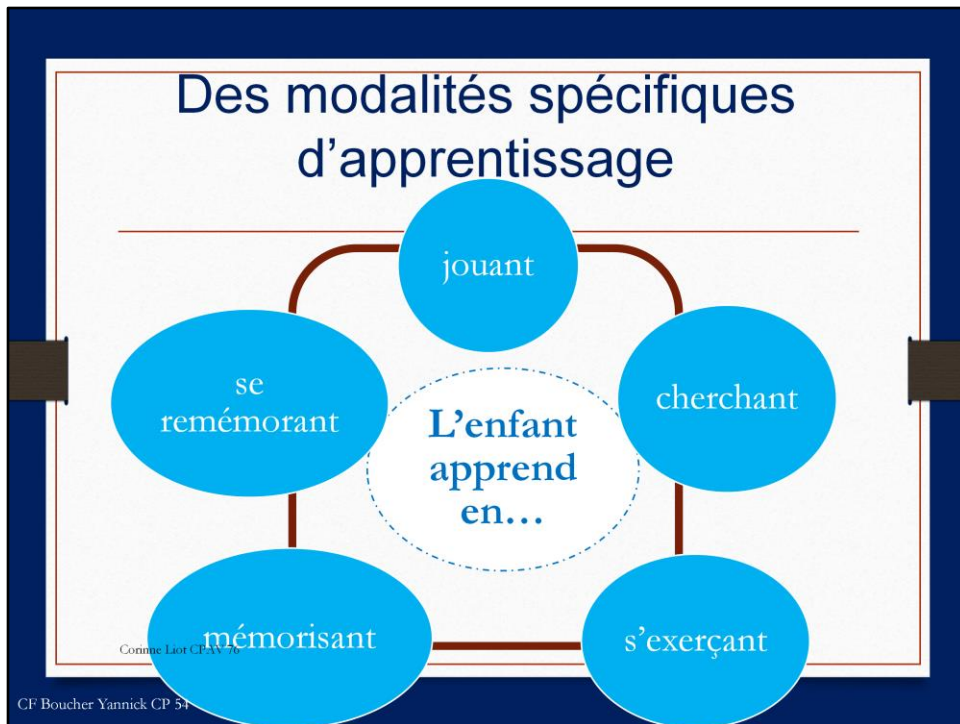 Des modalités spécifiques
d’apprentissage
jouant
cherchant
s’exerçant
mémorisant
se
remémorant
L’enfant
apprend
en…
Corinne Liot CPAV 76
CF Boucher Yannick CP 54